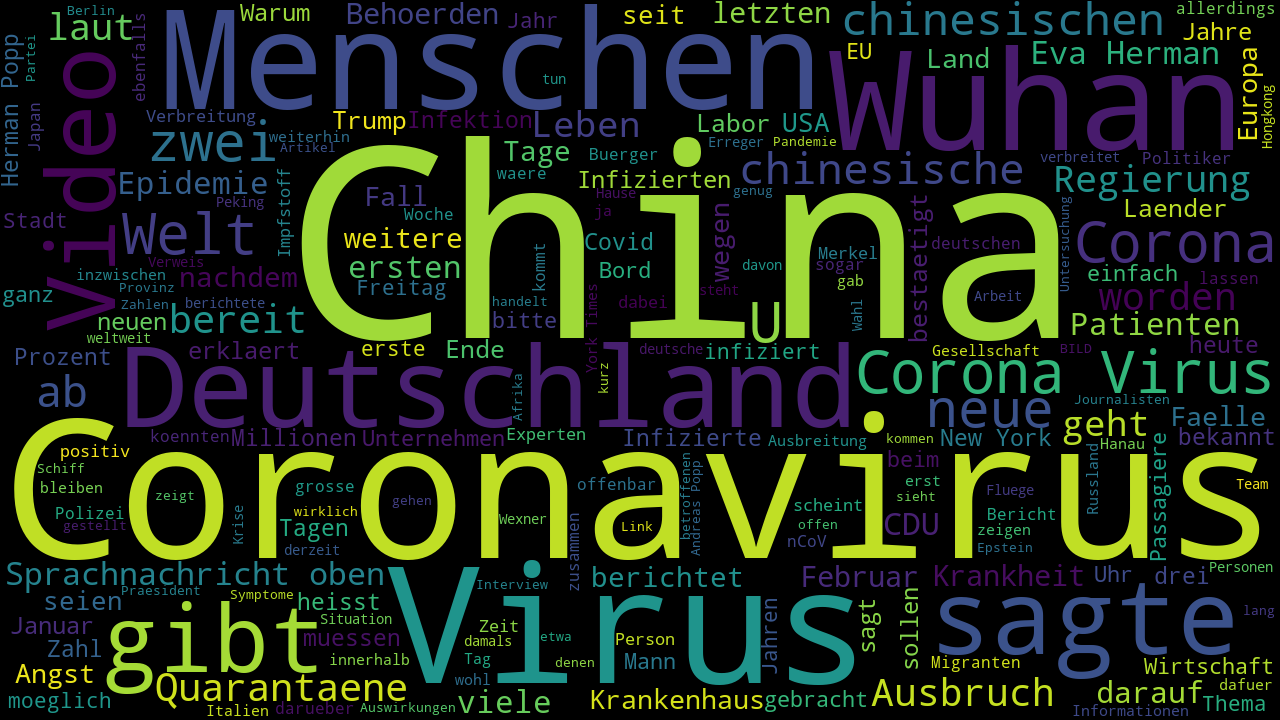 Berlin
Warum
Behoerden
Jahr
seit
letzten
chinesischen
allerdings
laut
Menschen
Jahre
Partei
ebenfalls
EU
Land
Eva Herman
Herman Popp
Video
tun
Wuhan
Europa
Hongkong
Japan
Verbreitung
Trump
Infektion
Leben
Labor
USA
zwei
weiterhin
Artikel
Tage
Buerger
Erreger
Pandemie
chinesische
verbreitet
Politiker
Epidemie
Peking
Impfstoff
Fall
waere
Infizierten
Hause
genug
Regierung
Stadt
Welt
China
Woche
ja
Laender
weitere
kommt
Covid
wegen
Merkel
bestaetigt
deutschen
Untersuchung
Corona
Verweis
inzwischen
nachdem
ersten
Freitag
Bord
davon
sogar
gab
einfach
lassen
ganz
Provinz
Zahlen
berichtete
handelt
dabei
steht
Arbeit
worden
neuen
bereit
bitte
York Times
U
Wahl
Patienten
weltweit
Prozent
erklaert
erste
Ende
deutsche
infiziert
Gesellschaft
BILD
heute
ab
Deutschland
Afrika
kurz
Corona Virus
neue
Journalisten
geht
Faelle
koennten
Millionen
Unternehmen
Experten
Infizierte
Ausbreitung
kommen
New York
Hanau
bekannt
positiv
Schiff
bleiben
Coronavirus
zeigt
grosse
gehen
offenbar
betroffenen
Andreas Popp
beim
erst
sieht
Fluege
Russland
Passagiere
Team
Polizei
gestellt
Krise
wirklich
Tagen
Wexner
Link
scheint
offen
CDU
Bericht
zeigen
derzeit
zusammen
nCoV
Epstein
Sprachnachricht oben
Virus
Interview
berichtet
Februar
Krankheit
Uhr
drei
Personen
seien
Praesident
Symptome
heisst
Jahren
sagt
sollen
sagte
lang
Januar
gibt
Situation
Zeit
damals
etwa
Person
Zahl
muessen
innerhalb
Tag
denen
Mann
Migranten
Wirtschaft
Angst
Quarantaene
wohl
dafuer
moeglich
Italien
darueber
Auswirkungen
viele
Krankenhaus
gebracht
Ausbruch
darauf
Informationen
Thema